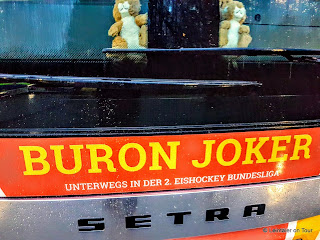 BURON JOKER
UNTERWEGS IN DER 2. EISHOCKEY BUNDESLIGA
SETRA